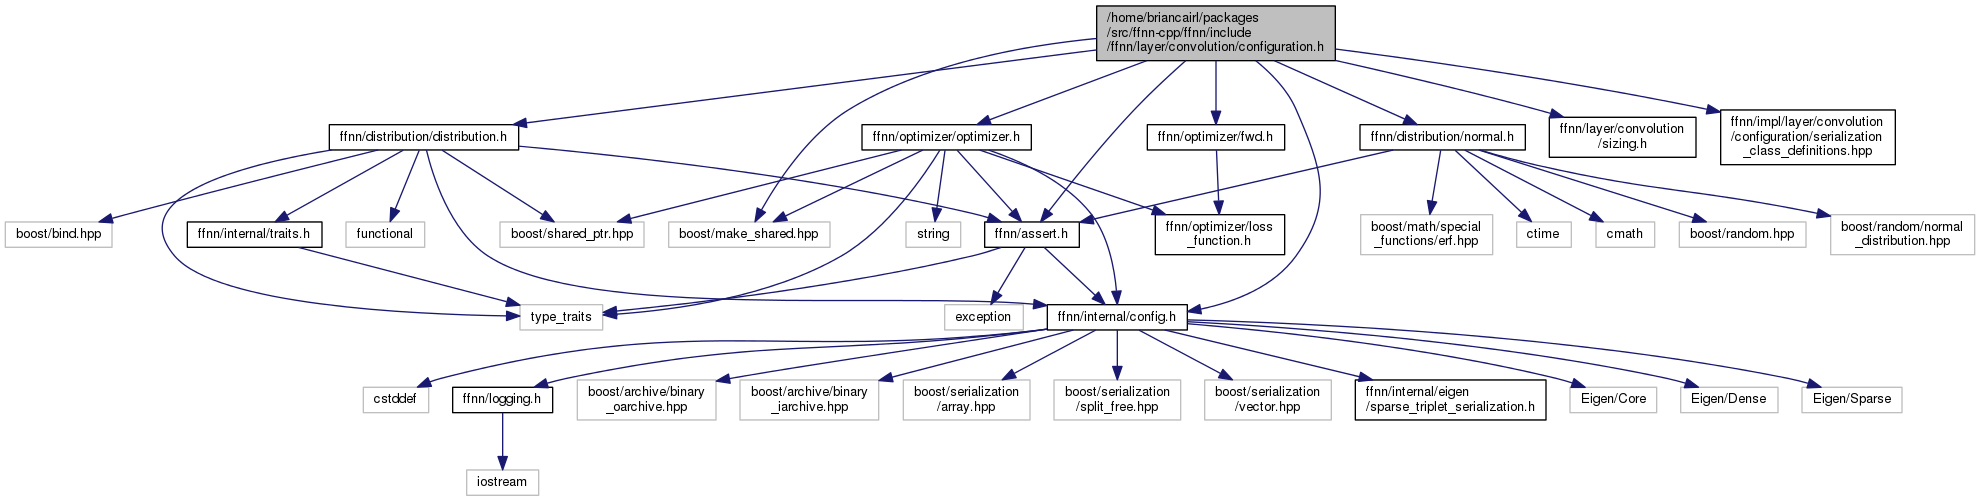 /home/briancairl/packages
/src/ffnn-cpp/ffnn/include
/ffnn/layer/convolution/configuration.h
ffnn/distribution/distribution.h
ffnn/optimizer/optimizer.h
ffnn/optimizer/fwd.h
ffnn/distribution/normal.h
ffnn/layer/convolution
/sizing.h
ffnn/impl/layer/convolution
/configuration/serialization
_class_definitions.hpp
boost/bind.hpp
ffnn/internal/traits.h
functional
boost/shared_ptr.hpp
boost/make_shared.hpp
string
ffnn/assert.h
ffnn/optimizer/loss
_function.h
boost/math/special
_functions/erf.hpp
ctime
cmath
boost/random.hpp
boost/random/normal
_distribution.hpp
type_traits
exception
ffnn/internal/config.h
cstddef
ffnn/logging.h
boost/archive/binary
_oarchive.hpp
boost/archive/binary
_iarchive.hpp
boost/serialization
/array.hpp
boost/serialization
/split_free.hpp
boost/serialization
/vector.hpp
ffnn/internal/eigen
/sparse_triplet_serialization.h
Eigen/Core
Eigen/Dense
Eigen/Sparse
iostream